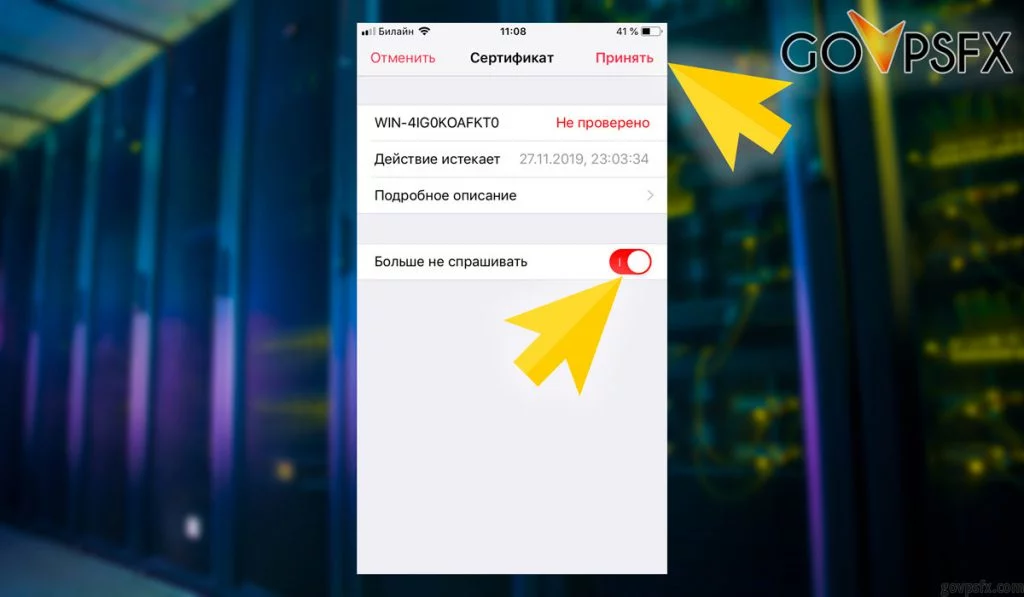 Билайн 11:08 41 %
Отменить Сертификат Принять
GOVPSFX
WIN-4IG0KOAFKT0 Не проверено
Действие истекает 27.11.2019, 23:03:34
Подробное описание
Больше не спрашивать
govpsfx.com